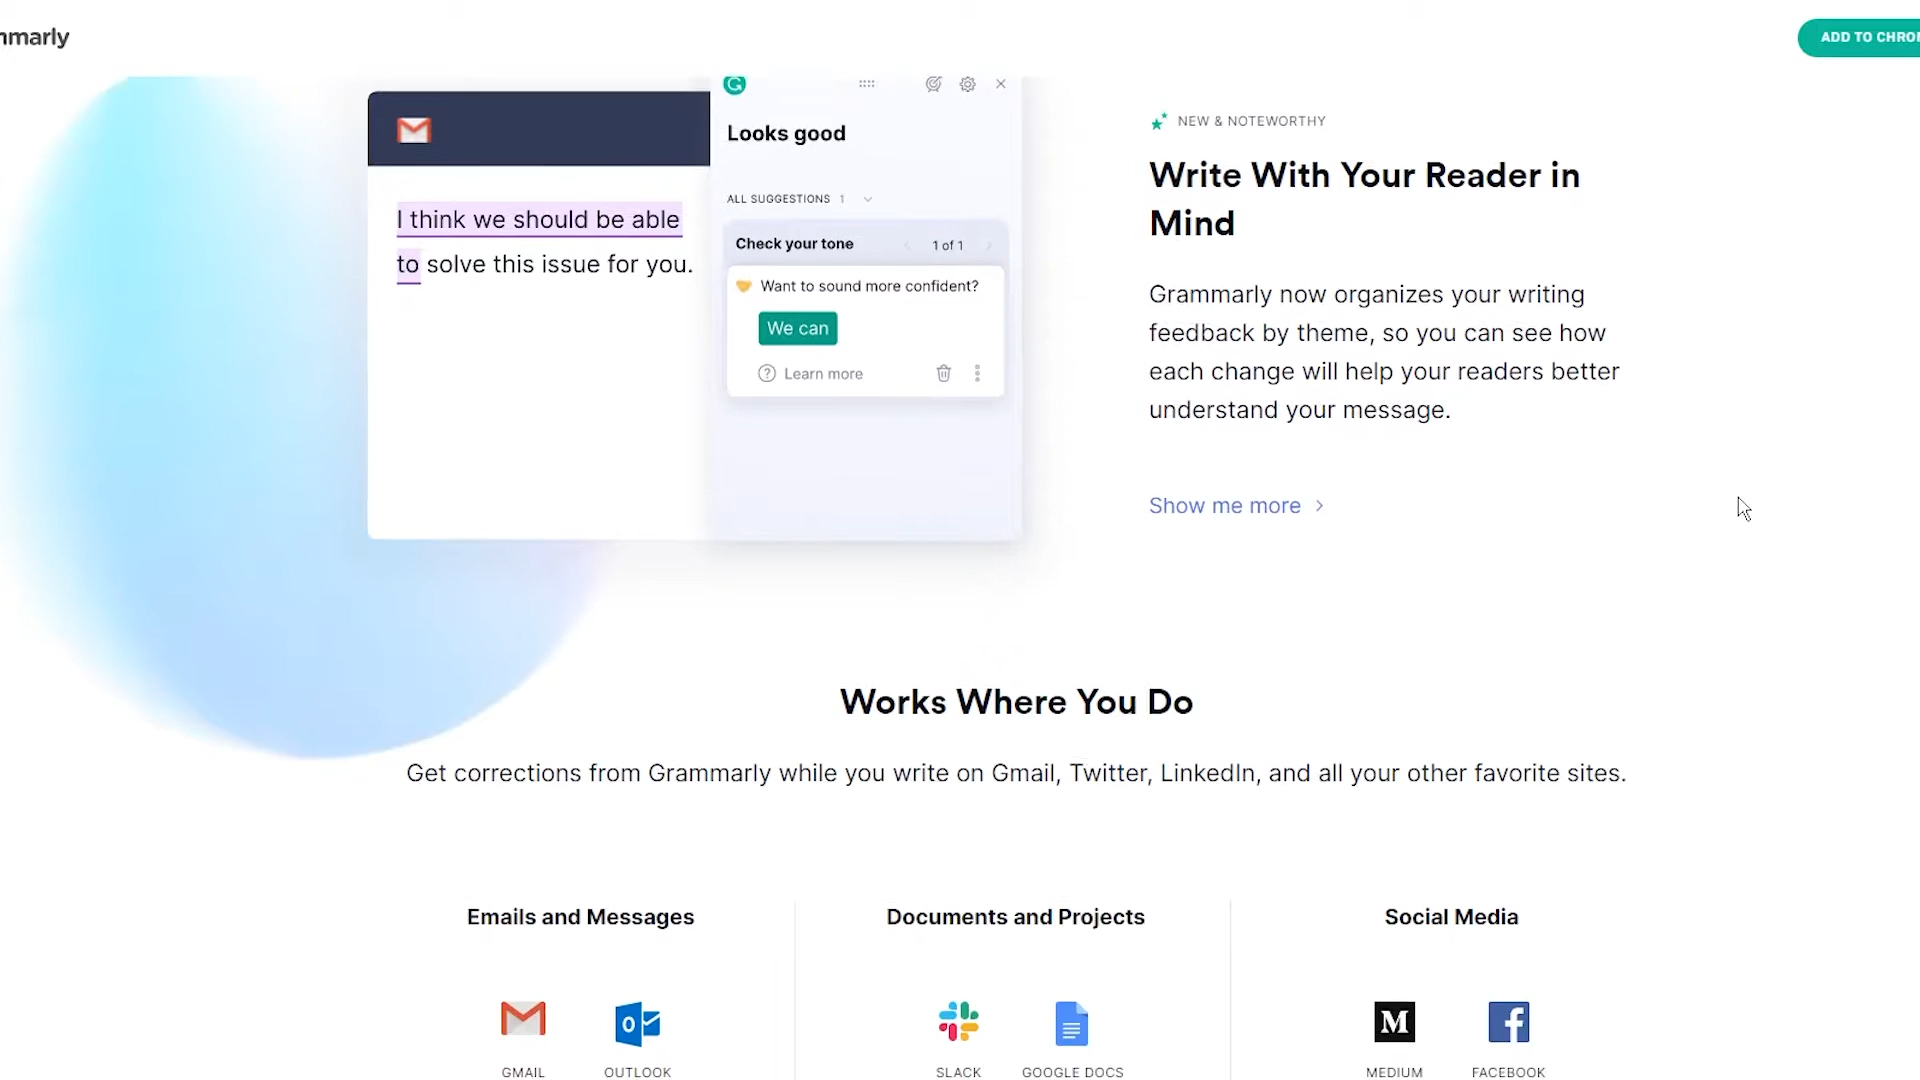 nmarly
ADD TO CHRO
Looks good
ALL SUGGESTIONS 1
Check your tone
1 of 1
I think we should be able
to solve this issue for you.
Want to sound more confident?
We can
Learn more
NEW & NOTEWORTHY
Write With Your Reader in
Mind
Grammarly now organizes your writing
feedback by theme, so you can see how
each change will help your readers better
understand your message.
Show me more
Works Where You Do
Get corrections from Grammarly while you write on Gmail, Twitter, LinkedIn, and all your other favorite sites.
Emails and Messages
Documents and Projects
Social Media
GMAIL
OUTLOOK
SLACK
GOOGLE DOCS
MEDIUM
FACEBOOK